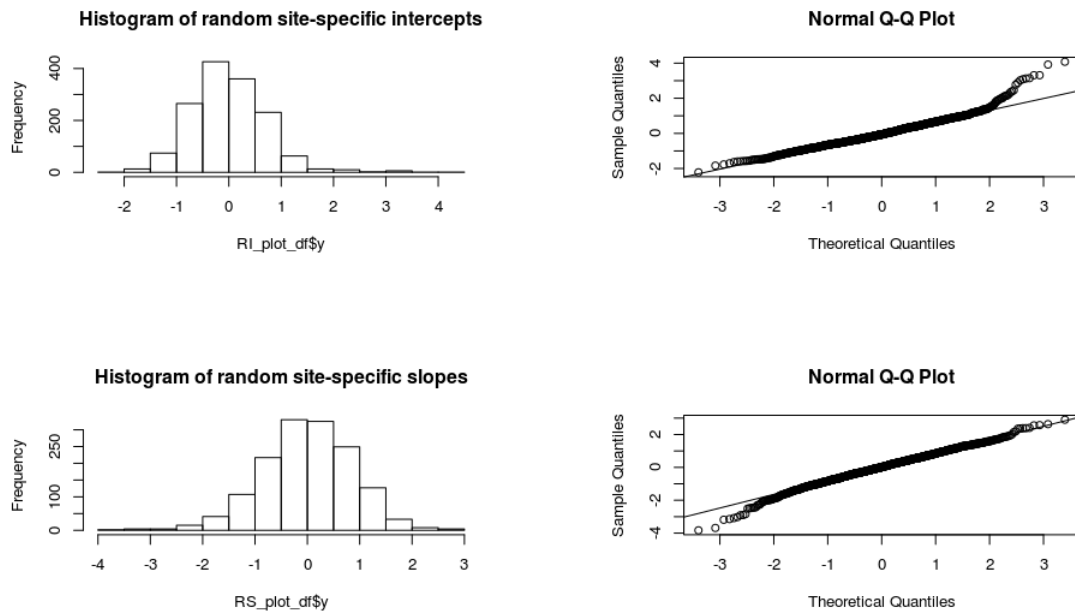 Histogram of random site-specific intercepts
Frequency
0
200
400
-2 -1 0 1 2 3 4
RI_plot_df$y
Normal Q-Q Plot
Sample Quantiles
-2
0
2
4
-3 -2 -1 0 1 2 3
Theoretical Quantiles
Histogram of random site-specific slopes
Frequency
0
100
250
-4 -3 -2 -1 0 1 2 3
RS_plot_df$y
Normal Q-Q Plot
Sample Quantiles
-4
-2
0
2
-3 -2 -1 0 1 2 3
Theoretical Quantiles